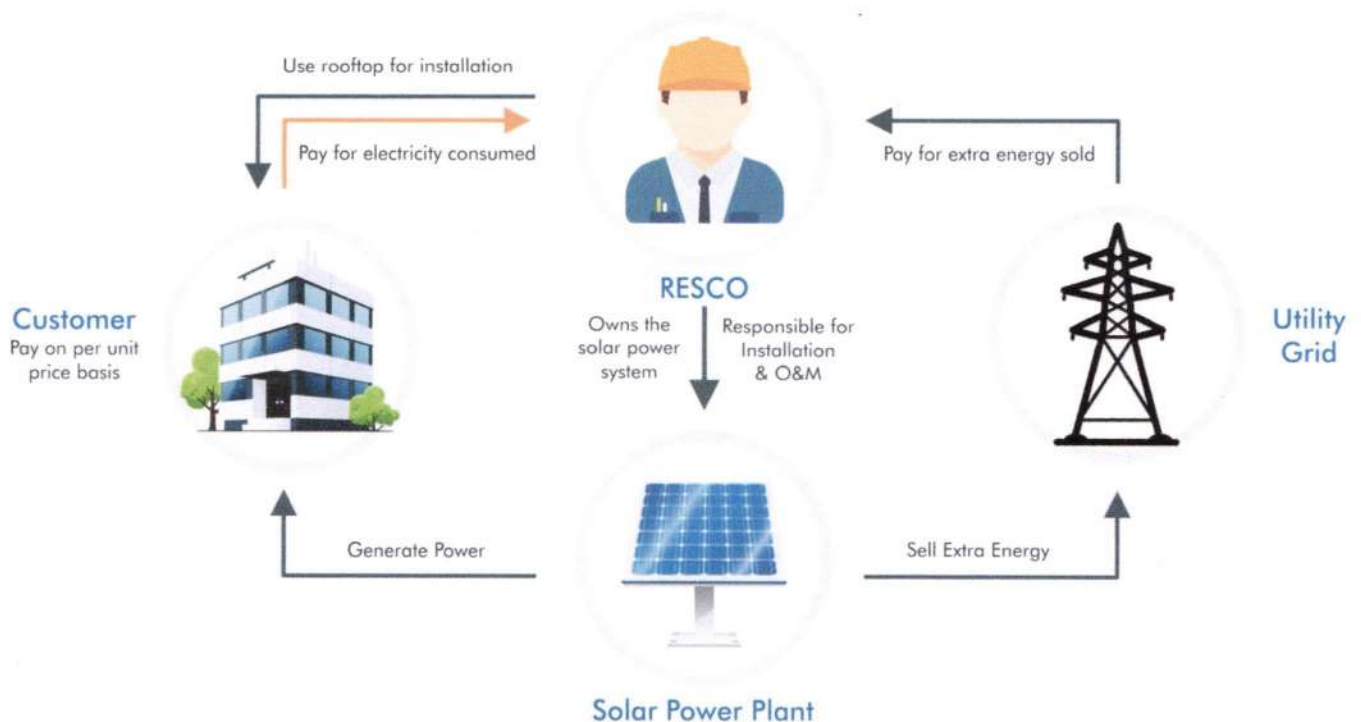 Use rooftop for installation
Pay for electricity consumed
Pay for extra energy sold
RESCO
Owns the
solar power
system
Responsible for
Installation
& O&M
Customer
Pay on per unit
price basis
Utility
Grid
Generate Power
Sell Extra Energy
Solar Power Plant